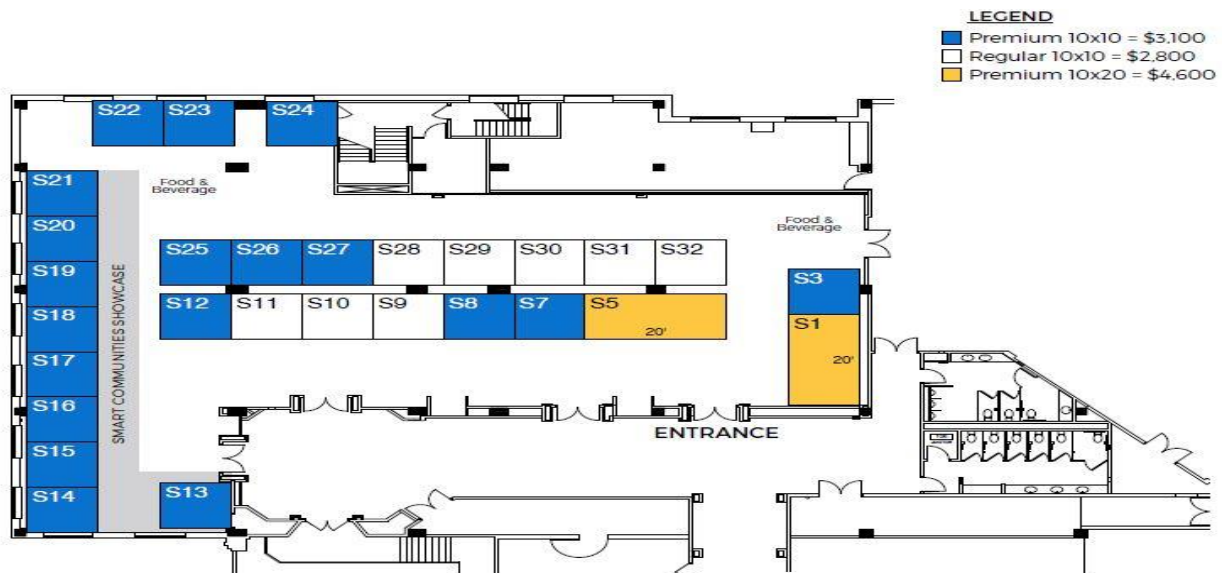 LEGEND
Premium 10x10 = $3,100
Regular 10x10 = $2,800
Premium 10x20 = $4,600
S22
S23
S24
S21
Food &
Beverage
S20
Food &
Beverage
S25
S26
S27
S28
S29
S30
S31
S32
S19
S3
SMART COMMUNITIES SHOWCASE
S12
S11
S10
S9
S8
S7
S5
20'
S18
S1
20'
S17
S16
ENTRANCE
S15
S14
S13